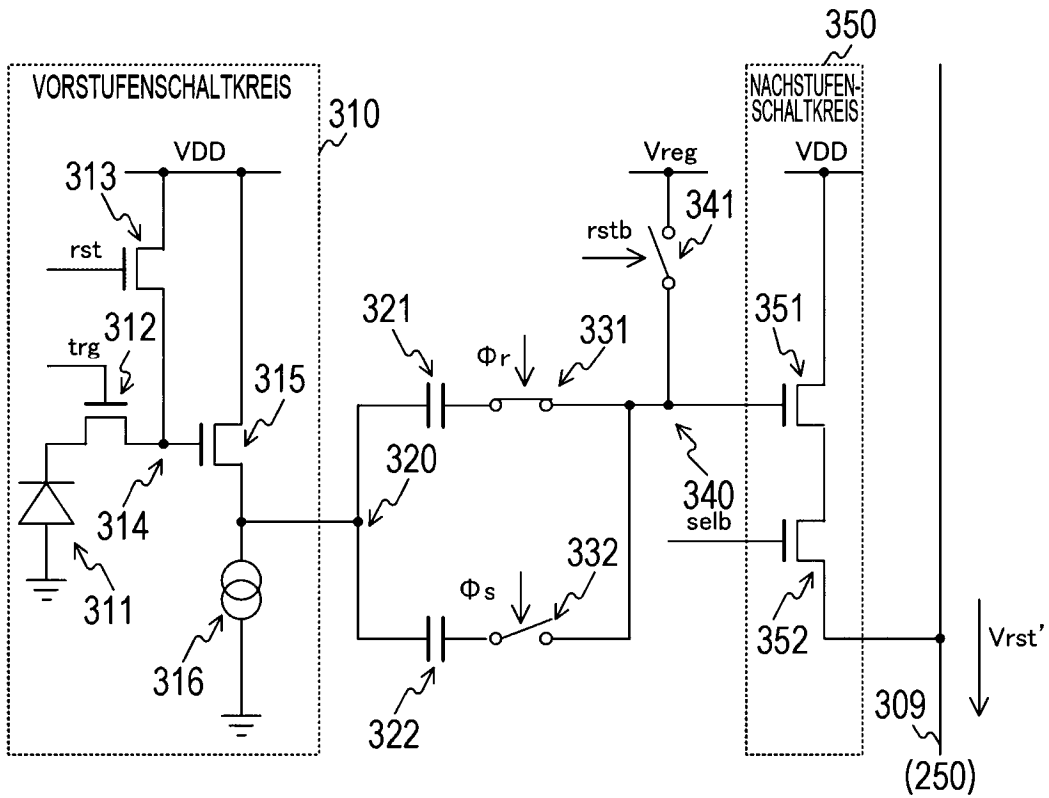 350
VORSTUFENSCHALTKREIS
NACHSTUFEN-
SCHALTKREIS
310
VDD
Vreg
VDD
313
341
rst
rstb
312
321
331
351
trg
Φr
315
320
314
340
selb
332
311
Φs
352
Vrst’
316
322
309
(250)